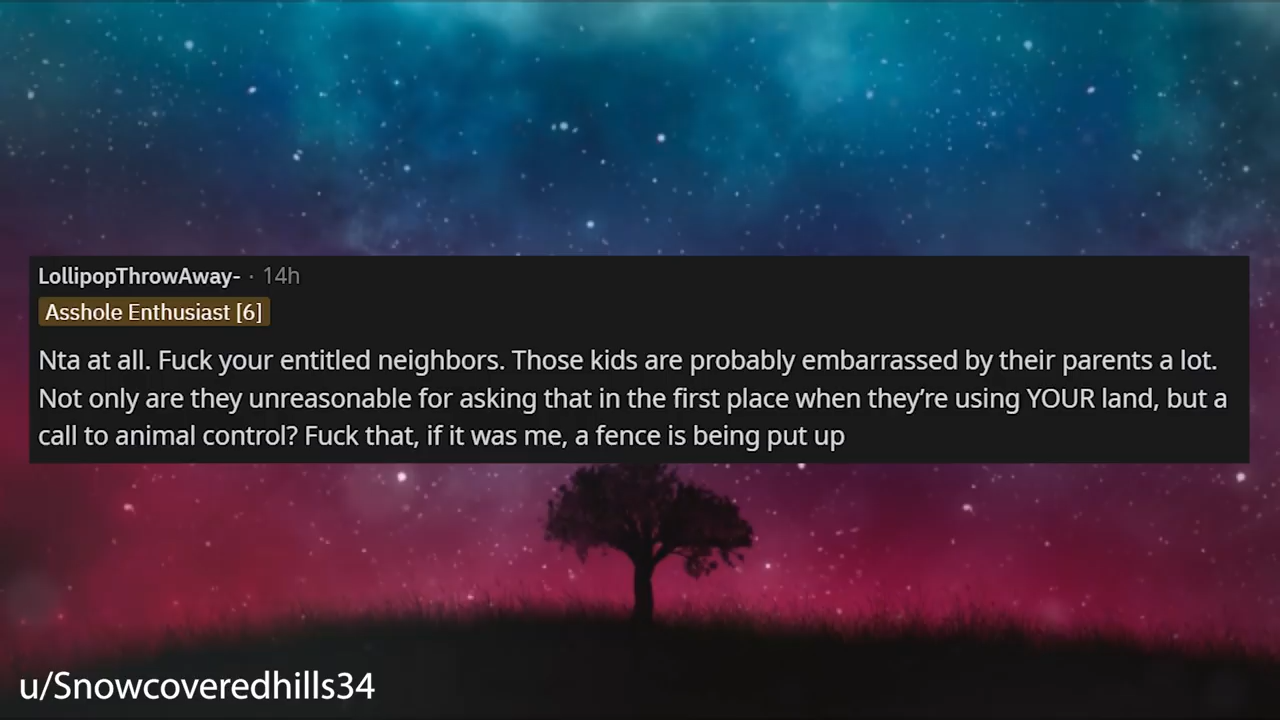 LollipopThrowAway- · 14h
Asshole Enthusiast [6]
Nta at all. Fuck your entitled neighbors. Those kids are probably embarrassed by their parents a lot.
Not only are they unreasonable for asking that in the first place when they’re using YOUR land, but a
call to animal control? Fuck that, if it was me, a fence is being put up
u/Snowcoveredhills34